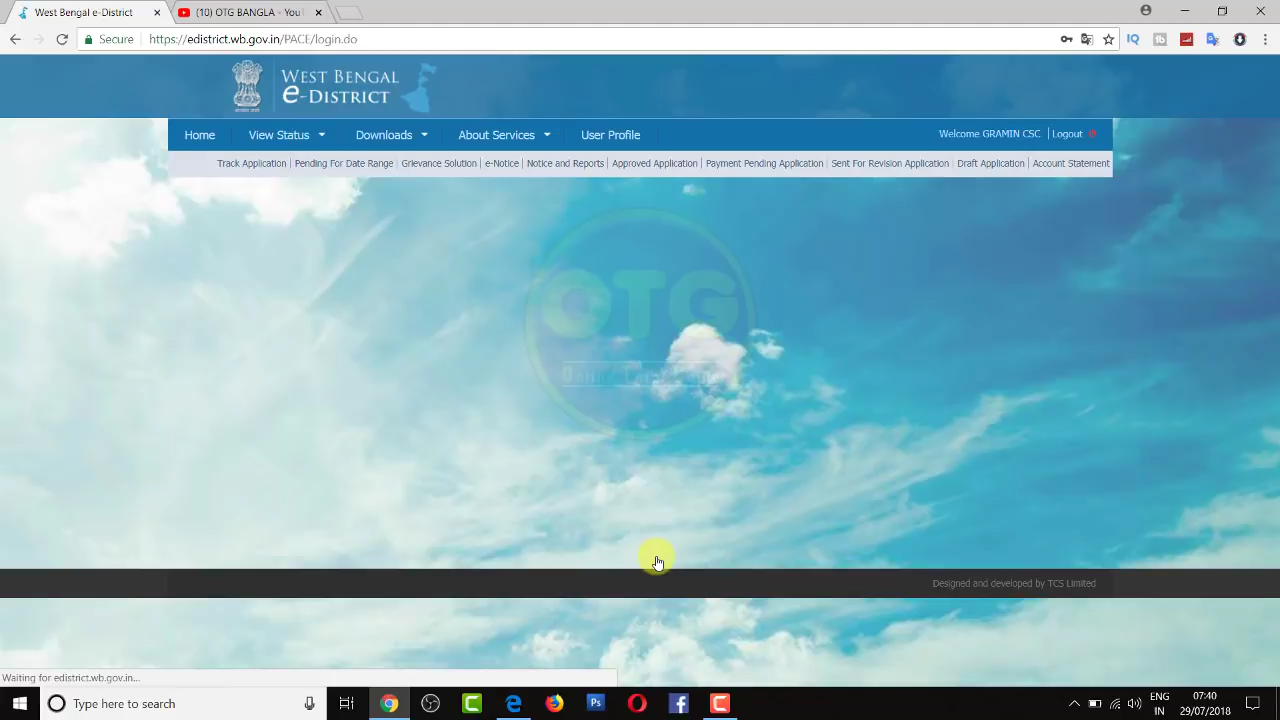 West Bengal e-District
(10) OTG BANGLA - You
Secure
https://edistrict.wb.gov.in/PACE/login.do
WEST BENGAL
e-DISTRICT
Home
View Status
Downloads
About Services
User Profile
Welcome GRAMIN CSC.
Logout
Track Application | Pending For Date Range | Grievance Solution | e-Notice | Notice and Reports | Approved Application | Payment Pending Application | Sent For Revision Application | Draft Application | Account Statement
OTG
Designed and developed by TCS Limited
Waiting for edistrict.wb.gov.in...
Type here to search
ENG
IN
07:40
29/07/2018